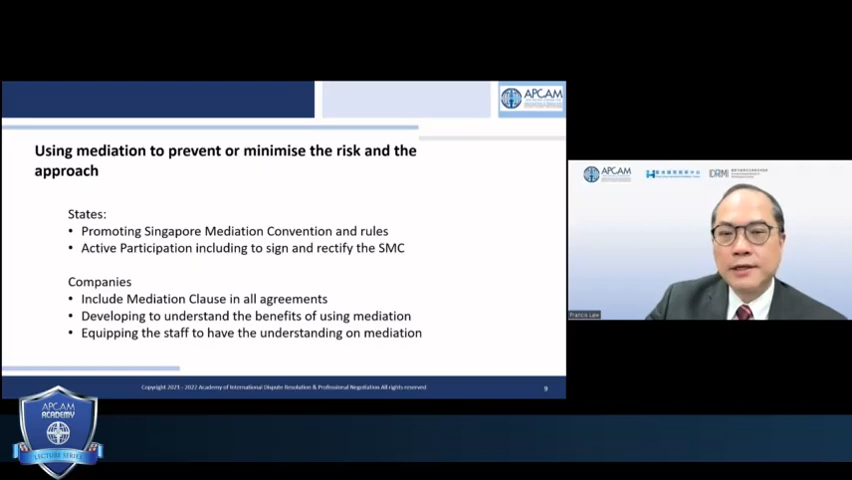 APCAM
Using mediation to prevent or minimise the risk and the
approach
States:
• Promoting Singapore Mediation Convention and rules
• Active Participation including to sign and rectify the SMC
Companies
• Include Mediation Clause in all agreements
• Developing to understand the benefits of using mediation
• Equipping the staff to have the understanding on mediation
Copyright 2021 - 2022 Academy of International Dispute Resolution & Professional Negotiation All rights reserved
9
APCAM
IDRRMI
Francis Law
APCAM
ACADEMY
LECTURE SERIES